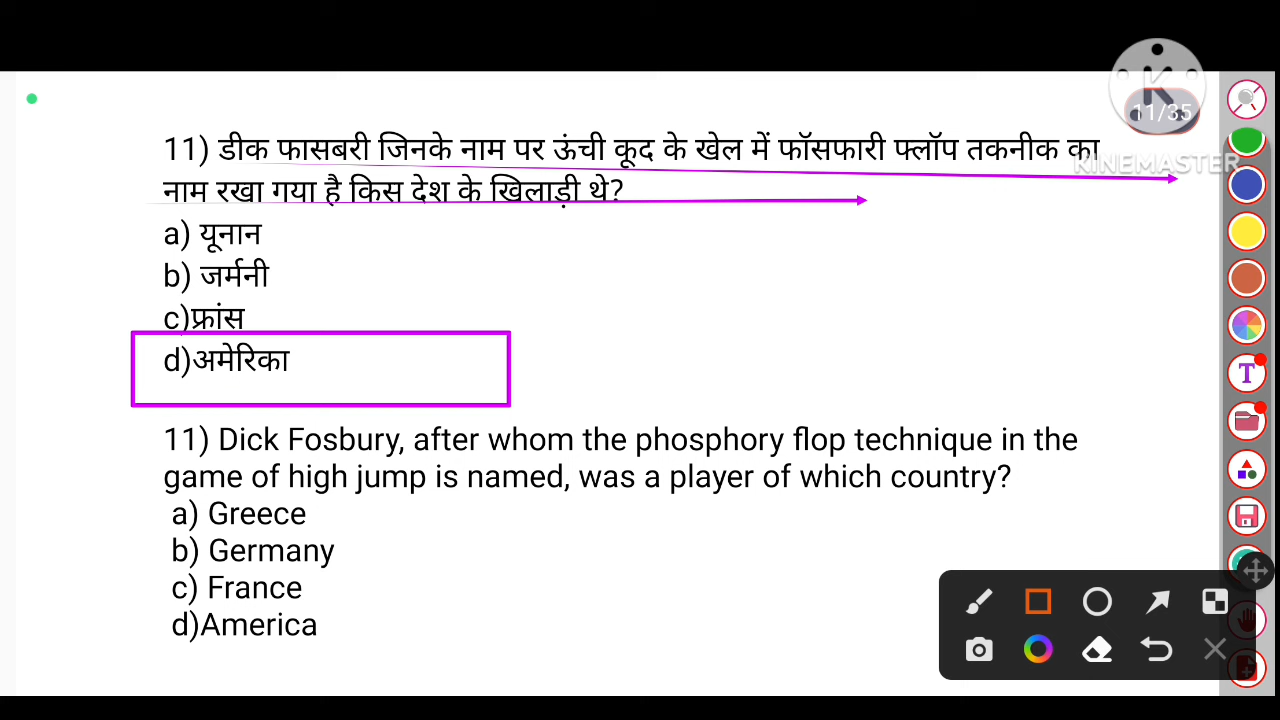 11/35
KINEMASTER
11) डीक फासबरी जिनके नाम पर ऊंची कूद के खेल में फॉसफारी फ्लॉप तकनीक का
नाम रखा गया है किस देश के खिलाड़ी थे?
a) यूनान
b) जर्मनी
c)फ्रांस
d)अमेरिका
11) Dick Fosbury, after whom the phosphory flop technique in the
game of high jump is named, was a player of which country?
a) Greece
b) Germany
c) France
d)America
T